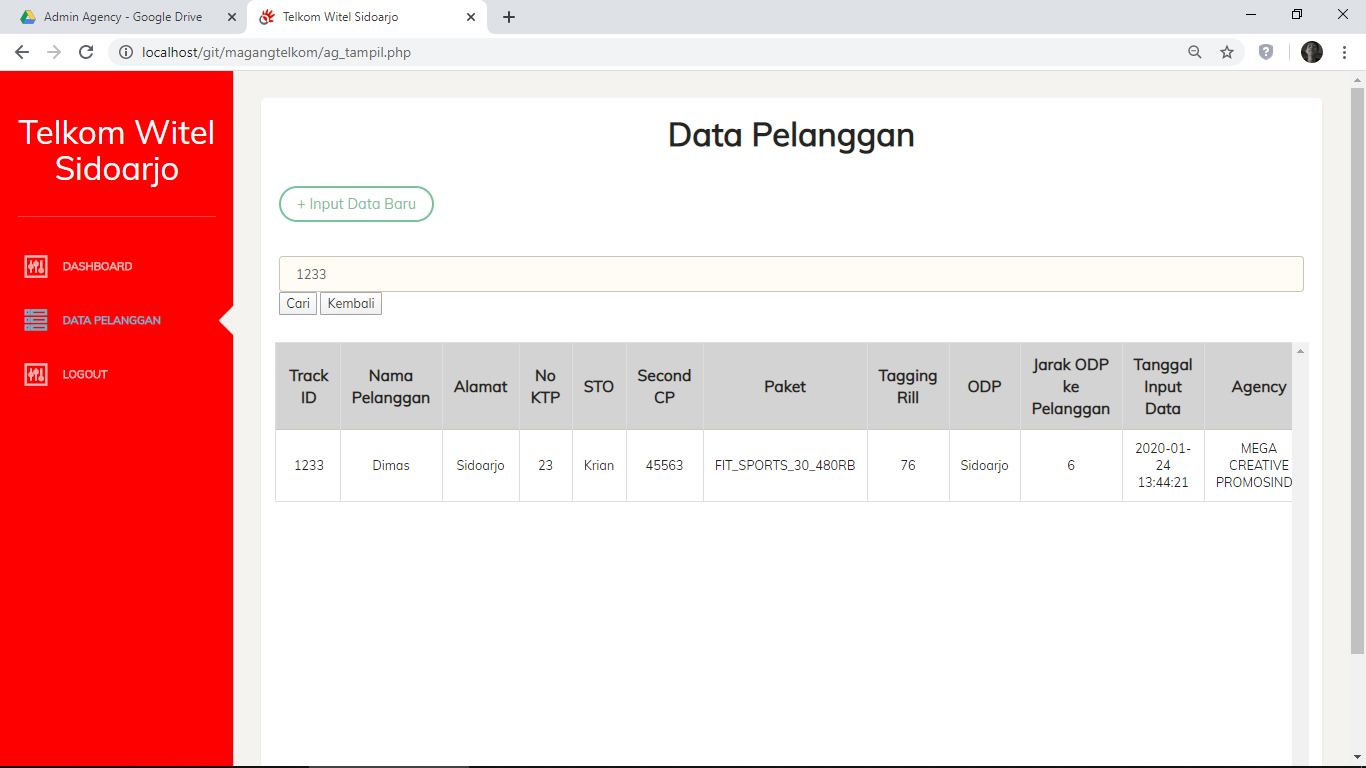 Admin Agency - Google Drive
Telkom Witel Sidoarjo
localhost/git/magangtelkom/ag_tampil.php
Telkom Witel
Sidoarjo
DASHBOARD
DATA PELANGGAN
LOGOUT
Data Pelanggan
+ Input Data Baru
1233
Cari Kembali
Track ID Nama Pelanggan Alamat No KTP STO Second CP Paket Tagging Rill ODP Jarak ODP ke Pelanggan Tanggal Input Data Agency
1233 Dimas Sidoarjo 23 Krian 45563 FIT_SPORTS_30_480RB 76 Sidoarjo 6 2020-01-24 13:44:21 MEGA CREATIVE PROMOSIND